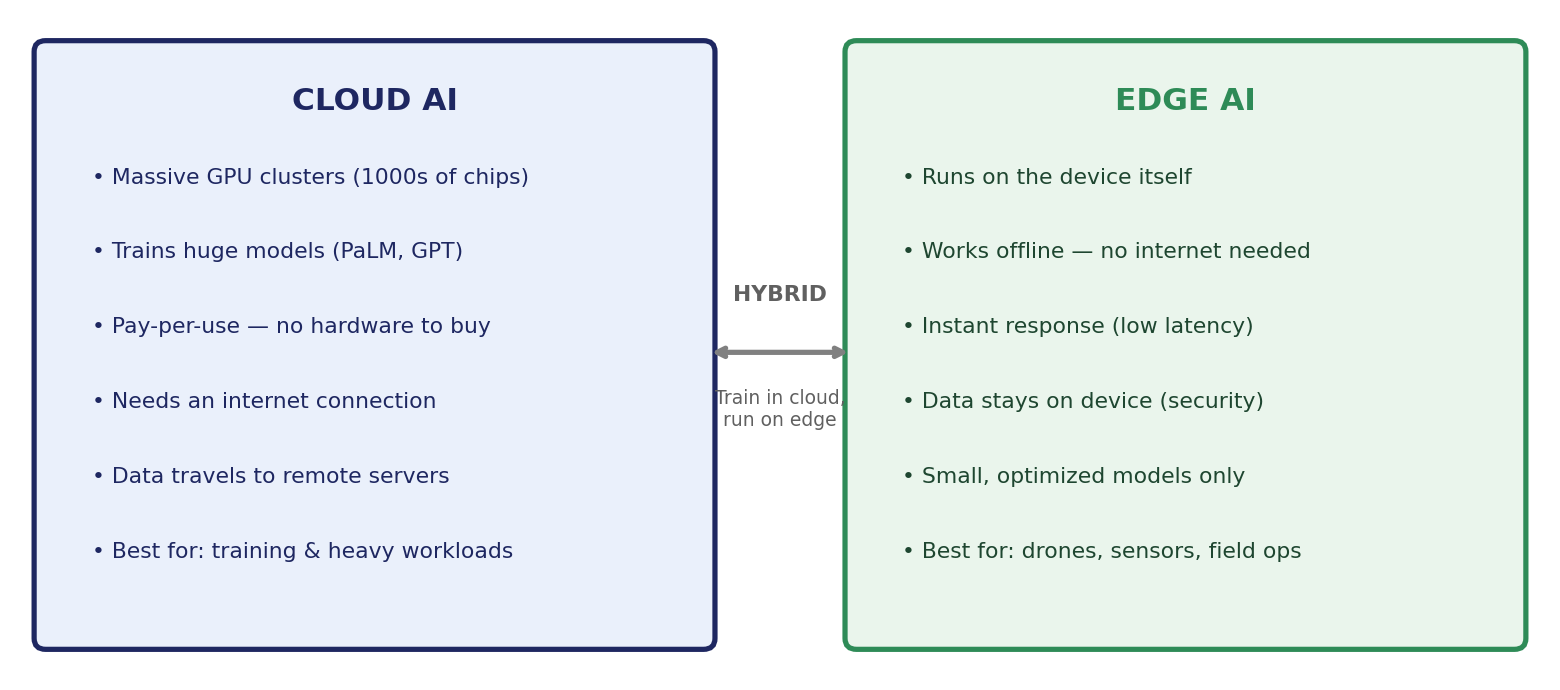 CLOUD AI
• Massive GPU clusters (1000s of chips)
• Trains huge models (PaLM, GPT)
• Pay-per-use — no hardware to buy
• Needs an internet connection
• Data travels to remote servers
• Best for: training & heavy workloads
HYBRID
Train in cloud,
run on edge
EDGE AI
• Runs on the device itself
• Works offline — no internet needed
• Instant response (low latency)
• Data stays on device (security)
• Small, optimized models only
• Best for: drones, sensors, field ops